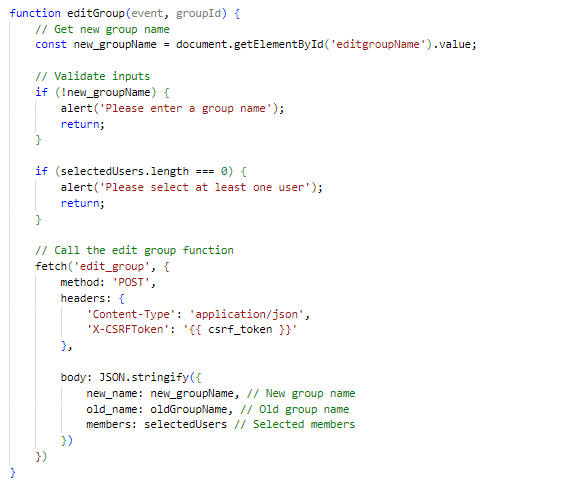 function editGroup(event, groupId) {
// Get new group name
const new_groupName = document.getElementById('editgroupName').value;
// Validate inputs
if (!new_groupName) {
alert('Please enter a group name');
return;
}
if (selectedUsers.length === 0) {
alert('Please select at least one user');
return;
}
// Call the edit group function
fetch('edit_group', {
method: 'POST',
headers: {
'Content-Type': 'application/json',
'X-CSRFToken': '{{ csrf_token }}'
},
body: JSON.stringify({
new_name: new_groupName, // New group name
old_name: oldGroupName, // Old group name
members: selectedUsers // Selected members
})
})
}